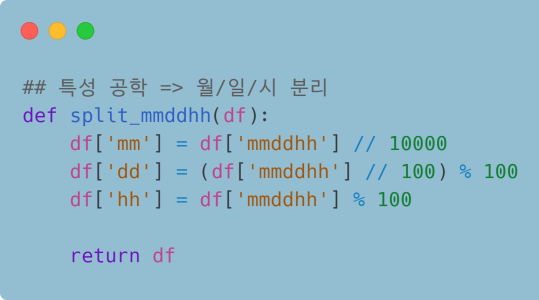 ## 특성 공학 => 월/일/시 분리
def split_mmddhh(df):
    df['mm'] = df['mmddhh'] // 10000
    df['dd'] = (df['mmddhh'] // 100) % 100
    df['hh'] = df['mmddhh'] % 100
    return df